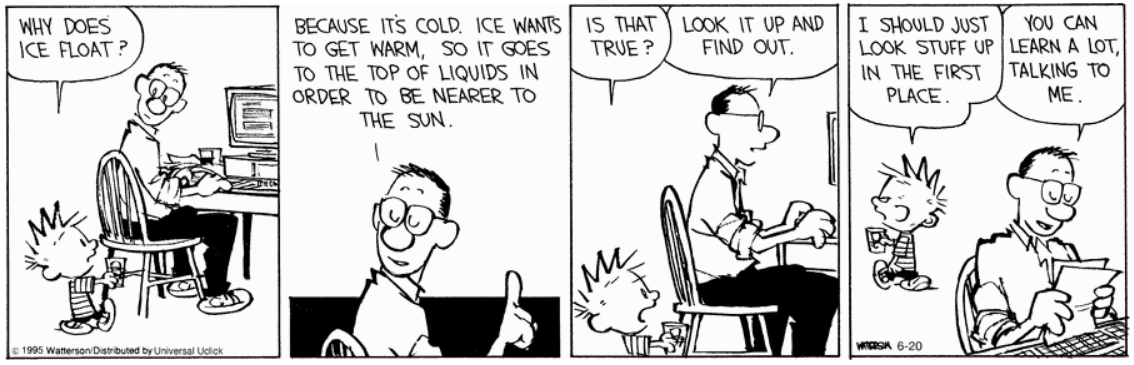 WHY DOES
ICE FLOAT?
BECAUSE IT'S COLD. ICE WANTS
TO GET WARM, SO IT GOES
TO THE TOP OF LIQUIDS IN
ORDER TO BE NEARER TO
THE SUN.
IS THAT
TRUE?
LOOK IT UP AND
FIND OUT.
I SHOULD JUST
LOOK STUFF UP
IN THE FIRST
PLACE.
YOU CAN
LEARN A LOT,
TALKING TO
ME.
© 1995 Watterson/Distributed by Universal Uclick
WATTERSON 6-20